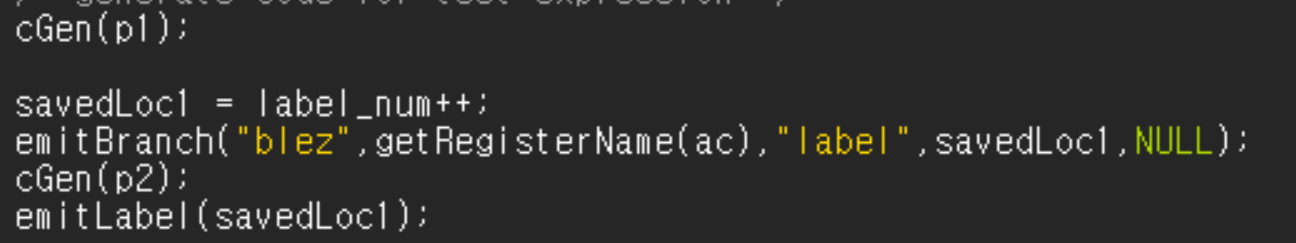 cGen(p1);
savedLoc1 = label_num++;
emitBranch("blez",getRegisterName(ac),"label",savedLoc1,NULL);
cGen(p2);
emitLabel(savedLoc1);